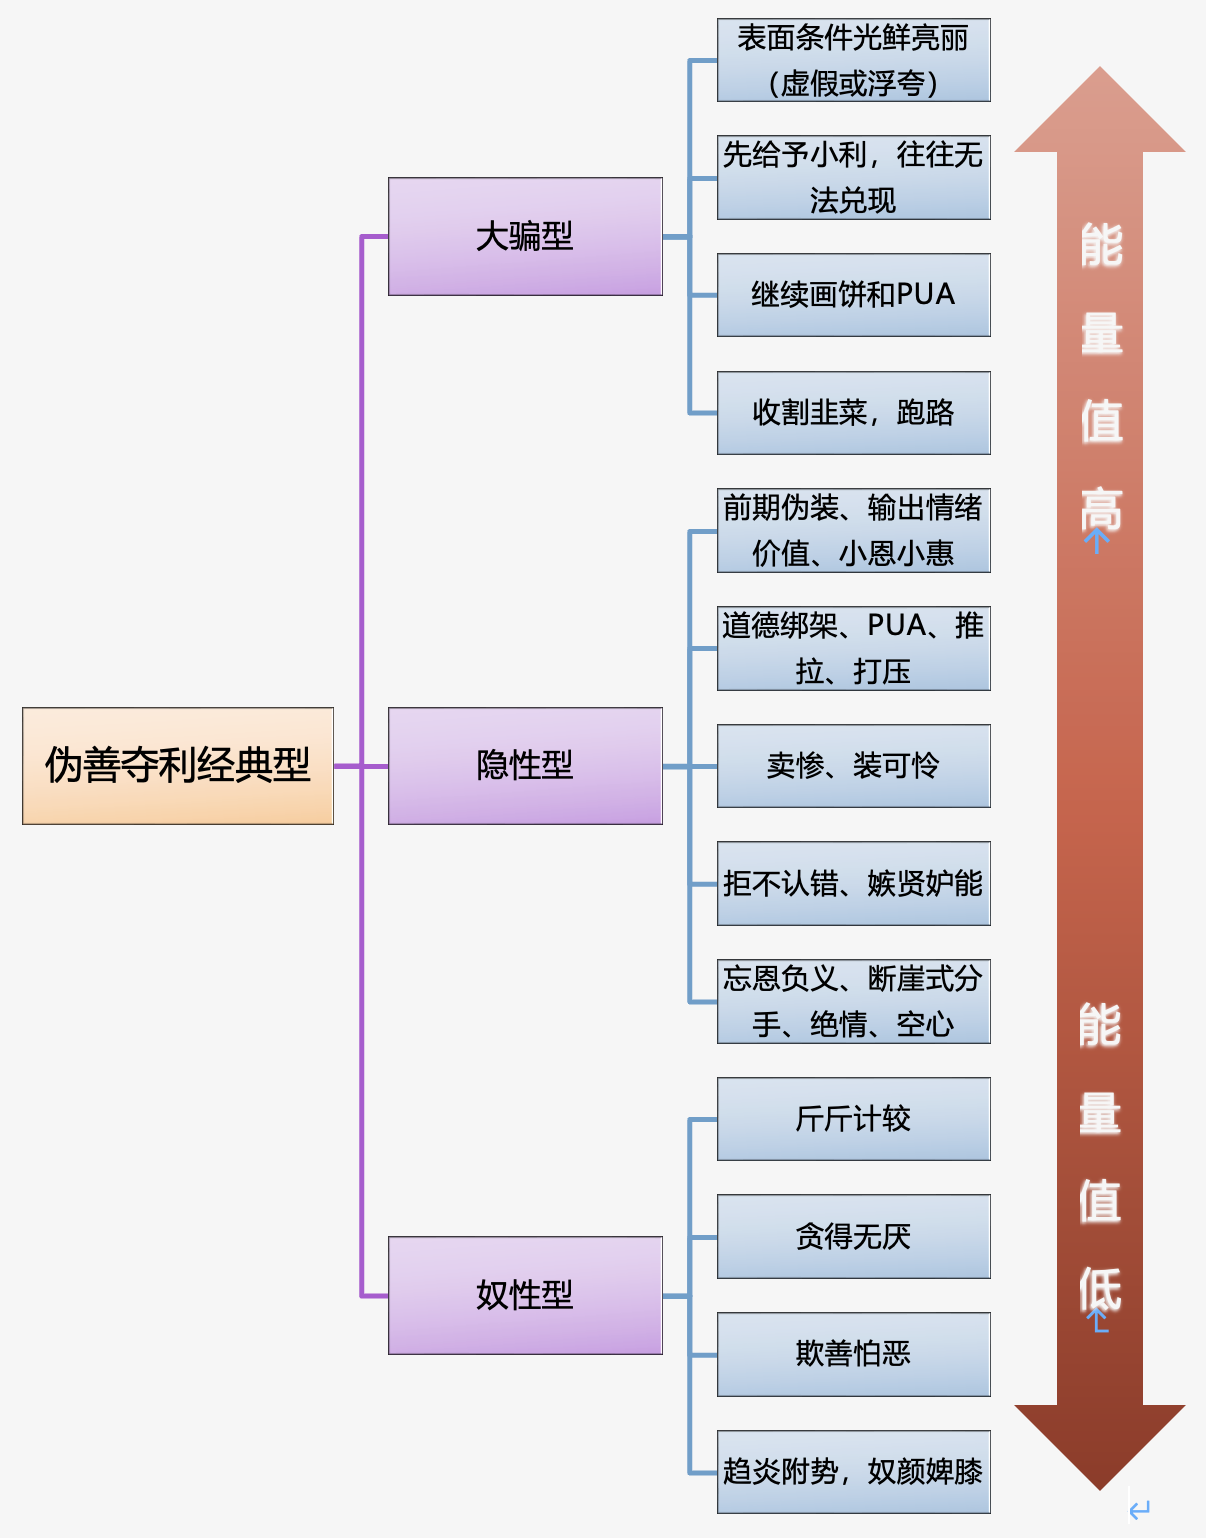 伪善夺利经典型
大骗型
表面条件光鲜亮丽
（虚假或浮夸）
先给予小利，往往无
法兑现
继续画饼和PUA
收割韭菜，跑路
隐性型
前期伪装、输出情绪
价值、小恩小惠
道德绑架、PUA、推
拉、打压
卖惨、装可怜
拒不认错、嫉贤妒能
忘恩负义、断崖式分
手、绝情、空心
奴性型
斤斤计较
贪得无厌
欺善怕恶
趋炎附势，奴颜婢膝
能量值高
能量值低